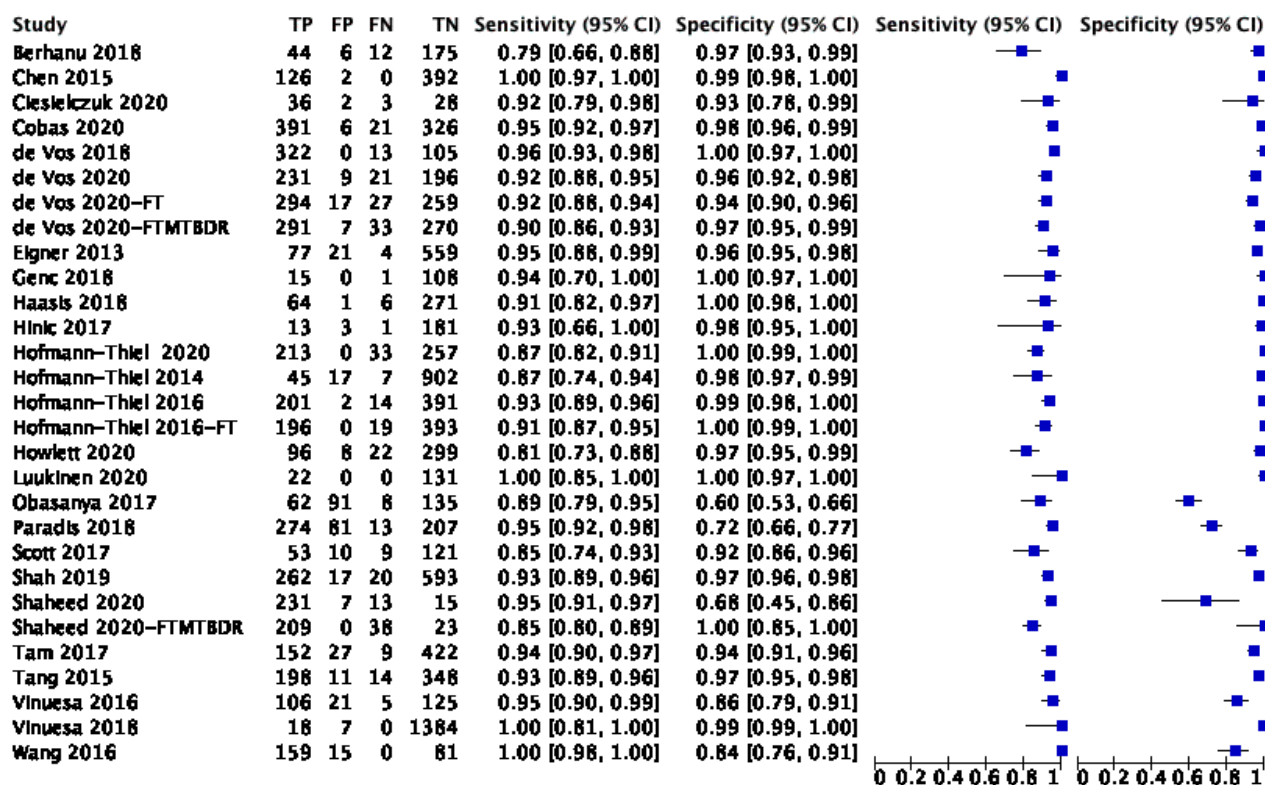 Study TP FP FN TN Sensitivity (95% CI) Specificity (95% CI) Sensitivity (95% CI) Specificity (95% CI)
Berhanu 2018 44 6 12 175 0.79 [0.66, 0.88] 0.97 [0.93, 0.99]
Chen 2015 126 2 0 392 1.00 [0.97, 1.00] 0.99 [0.98, 1.00]
Ciesielczuk 2020 36 2 3 28 0.92 [0.79, 0.98] 0.93 [0.78, 0.99]
Cobas 2020 391 6 21 326 0.95 [0.92, 0.97] 0.98 [0.96, 0.99]
de Vos 2018 322 0 13 105 0.96 [0.93, 0.98] 1.00 [0.97, 1.00]
de Vos 2020 231 9 21 196 0.92 [0.88, 0.95] 0.96 [0.92, 0.98]
de Vos 2020-FT 294 17 27 259 0.92 [0.88, 0.94] 0.94 [0.90, 0.96]
de Vos 2020-FTMTBDR 291 7 33 270 0.90 [0.86, 0.93] 0.97 [0.95, 0.99]
Eigner 2013 77 21 4 559 0.95 [0.88, 0.99] 0.96 [0.95, 0.98]
Genc 2018 15 0 1 108 0.94 [0.70, 1.00] 1.00 [0.97, 1.00]
Haasis 2018 64 1 6 271 0.91 [0.82, 0.97] 1.00 [0.98, 1.00]
Hinic 2017 13 3 1 181 0.93 [0.66, 1.00] 0.98 [0.95, 1.00]
Hofmann-Thiel 2020 213 0 33 257 0.87 [0.82, 0.91] 1.00 [0.99, 1.00]
Hofmann-Thiel 2014 45 17 7 902 0.87 [0.74, 0.94] 0.98 [0.97, 0.99]
Hofmann-Thiel 2016 201 2 14 391 0.93 [0.89, 0.96] 0.99 [0.98, 1.00]
Hofmann-Thiel 2016-FT 196 0 19 393 0.91 [0.87, 0.95] 1.00 [0.99, 1.00]
Howlett 2020 96 8 22 299 0.81 [0.73, 0.88] 0.97 [0.95, 0.99]
Luukinen 2020 22 0 0 131 1.00 [0.85, 1.00] 1.00 [0.97, 1.00]
Obasanya 2017 62 91 8 135 0.89 [0.79, 0.95] 0.60 [0.53, 0.66]
Paradis 2018 274 81 13 207 0.95 [0.92, 0.98] 0.72 [0.66, 0.77]
Scott 2017 53 10 9 121 0.85 [0.74, 0.93] 0.92 [0.86, 0.96]
Shah 2019 262 17 20 593 0.93 [0.89, 0.96] 0.97 [0.96, 0.98]
Shaheed 2020 231 7 13 15 0.95 [0.91, 0.97] 0.68 [0.45, 0.86]
Shaheed 2020-FTMTBDR 209 0 38 23 0.85 [0.80, 0.89] 1.00 [0.85, 1.00]
Tam 2017 152 27 9 422 0.94 [0.90, 0.97] 0.94 [0.91, 0.96]
Tang 2015 198 11 14 348 0.93 [0.89, 0.96] 0.97 [0.95, 0.98]
Vinuesa 2016 106 21 5 125 0.95 [0.90, 0.99] 0.86 [0.79, 0.91]
Vinuesa 2018 18 7 0 1384 1.00 [0.81, 1.00] 0.99 [0.99, 1.00]
Wang 2016 159 15 0 81 1.00 [0.98, 1.00] 0.84 [0.76, 0.91]
0 0.2 0.4 0.6 0.8 1 0 0.2 0.4 0.6 0.8 1